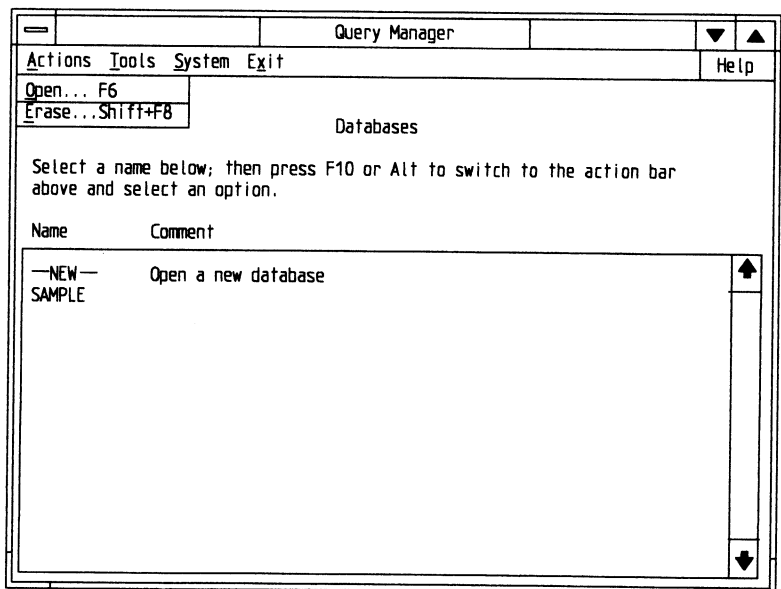 Query Manager
Actions Tools System Exit Help
Open... F6
Erase...Shift+F8
Databases
Select a name below; then press F10 or Alt to switch to the action bar
above and select an option.
Name Comment
—NEW— Open a new database
SAMPLE